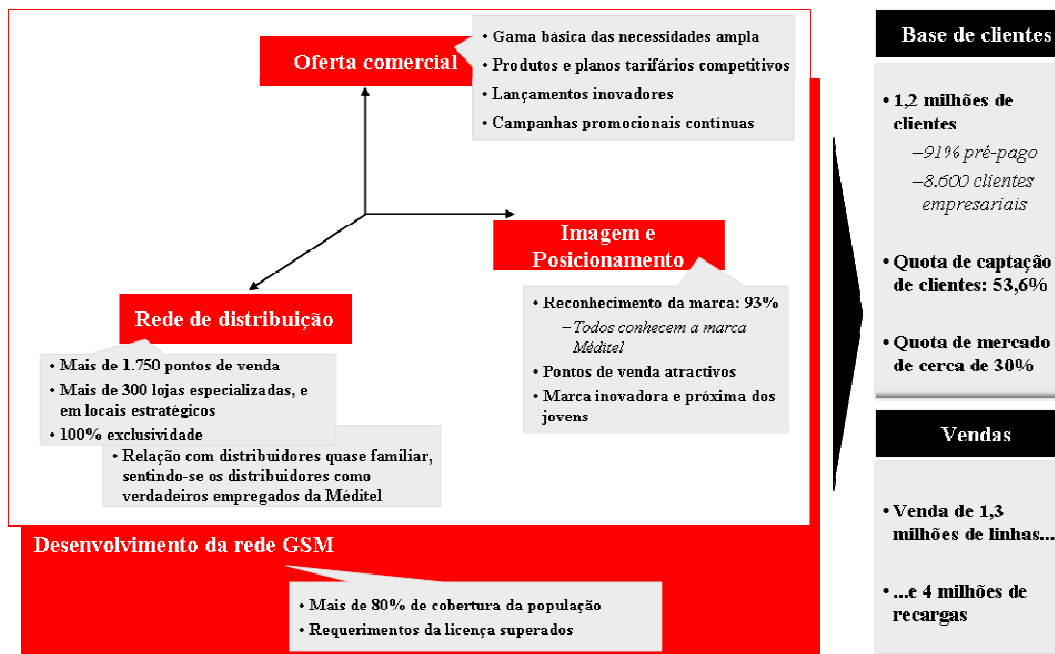 Oferta comercial
• Gama básica das necessidades ampla
• Produtos e planos tarifários competitivos
• Lançamentos inovadores
• Campanhas promocionais contínuas
Imagem e
Posicionamento
• Reconhecimento da marca: 93%
–Todos conhecem a marca
Méditel
• Pontos de venda atractivos
• Marca inovadora e próxima dos
jovens
Rede de distribuição
• Mais de 1.750 pontos de venda
• Mais de 300 lojas especializadas, e
em locais estratégicos
• 100% exclusividade
• Relação com distribuidores quase familiar,
sentindo-se os distribuidores como
verdadeiros empregados da Méditel
Desenvolvimento da rede GSM
• Mais de 80% de cobertura da população
• Requerimentos da licença superados
Base de clientes
• 1,2 milhões de
clientes
–91% pré-pago
–8.600 clientes
empresariais
• Quota de captação
de clientes: 53,6%
• Quota de mercado
de cerca de 30%
Vendas
• Venda de 1,3
milhões de linhas...
• ...e 4 milhões de
recargas